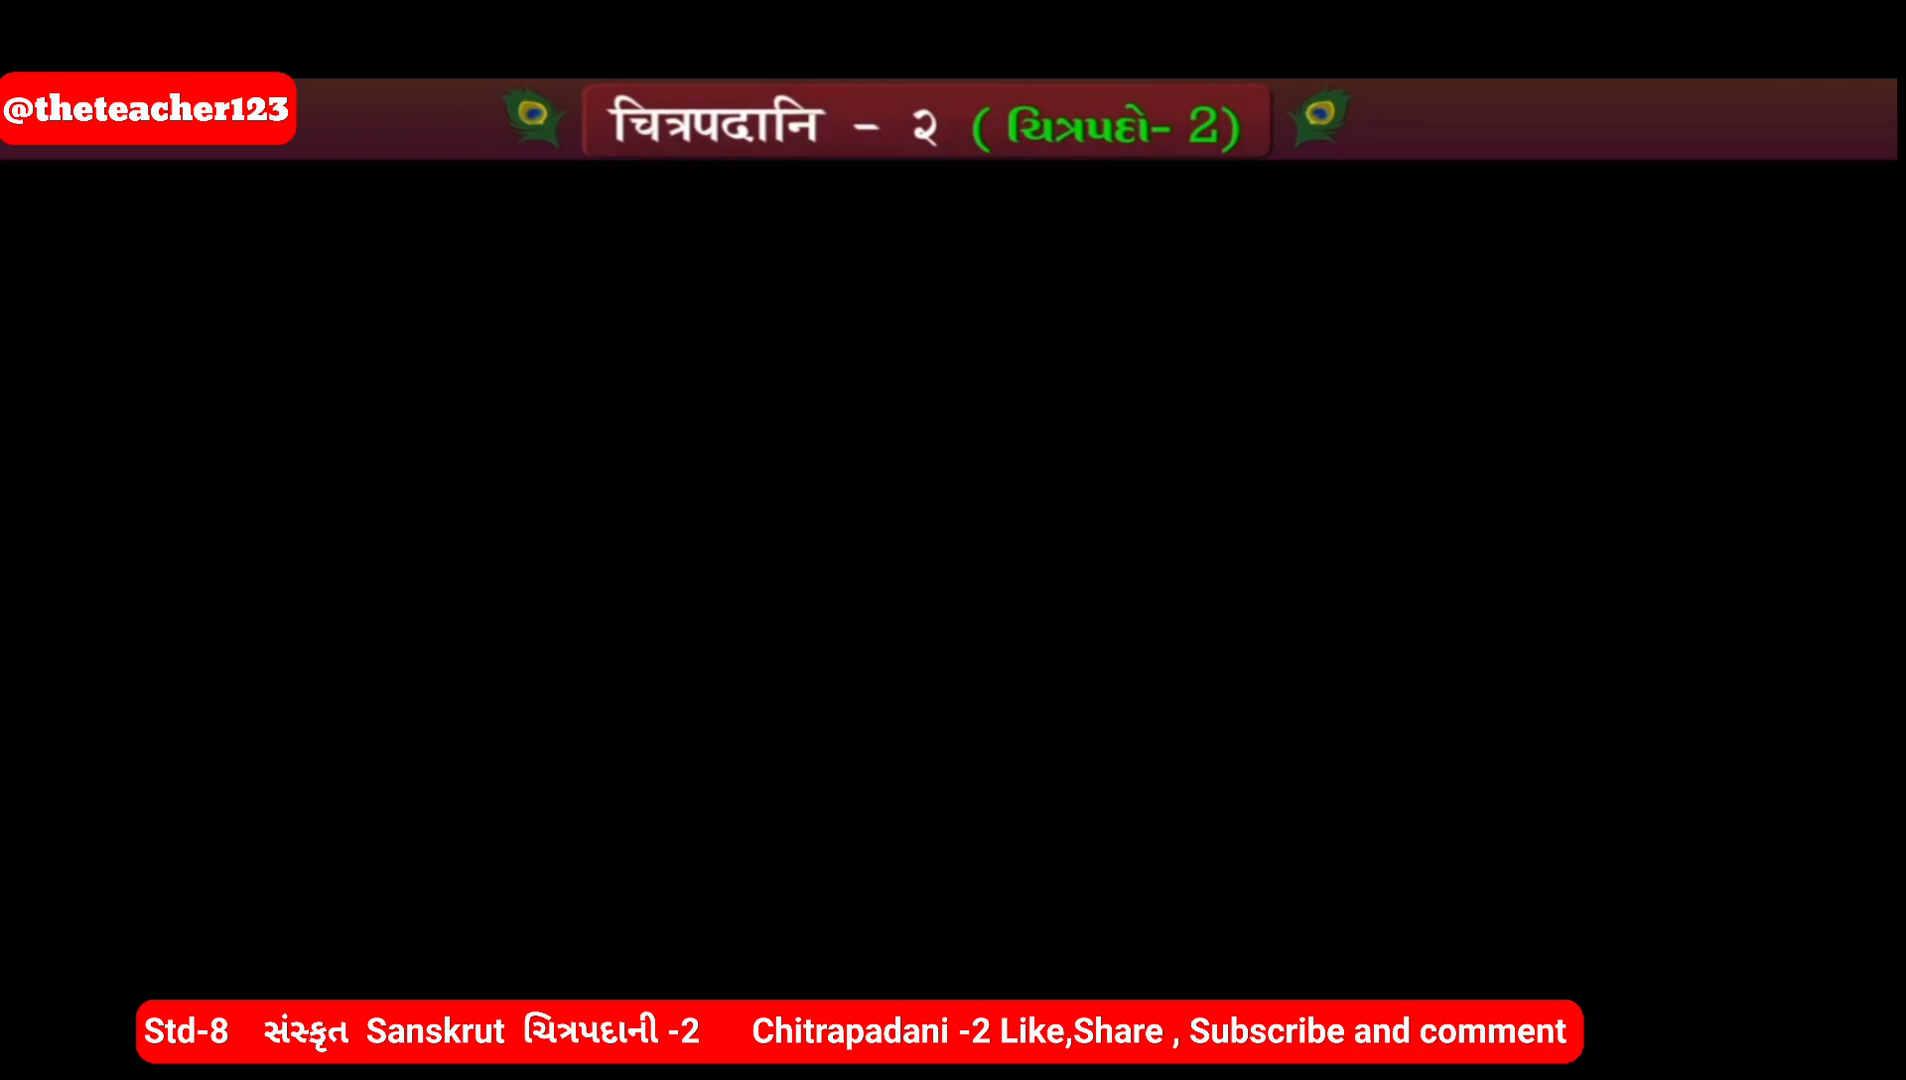 @theteacher123
चित्रपदानि - २ ( ચિત્રપદો- 2)
Std-8 સંસ્કૃત Sanskrut ચિત્રપદાની -2 Chitrapadani -2 Like,Share , Subscribe and comment